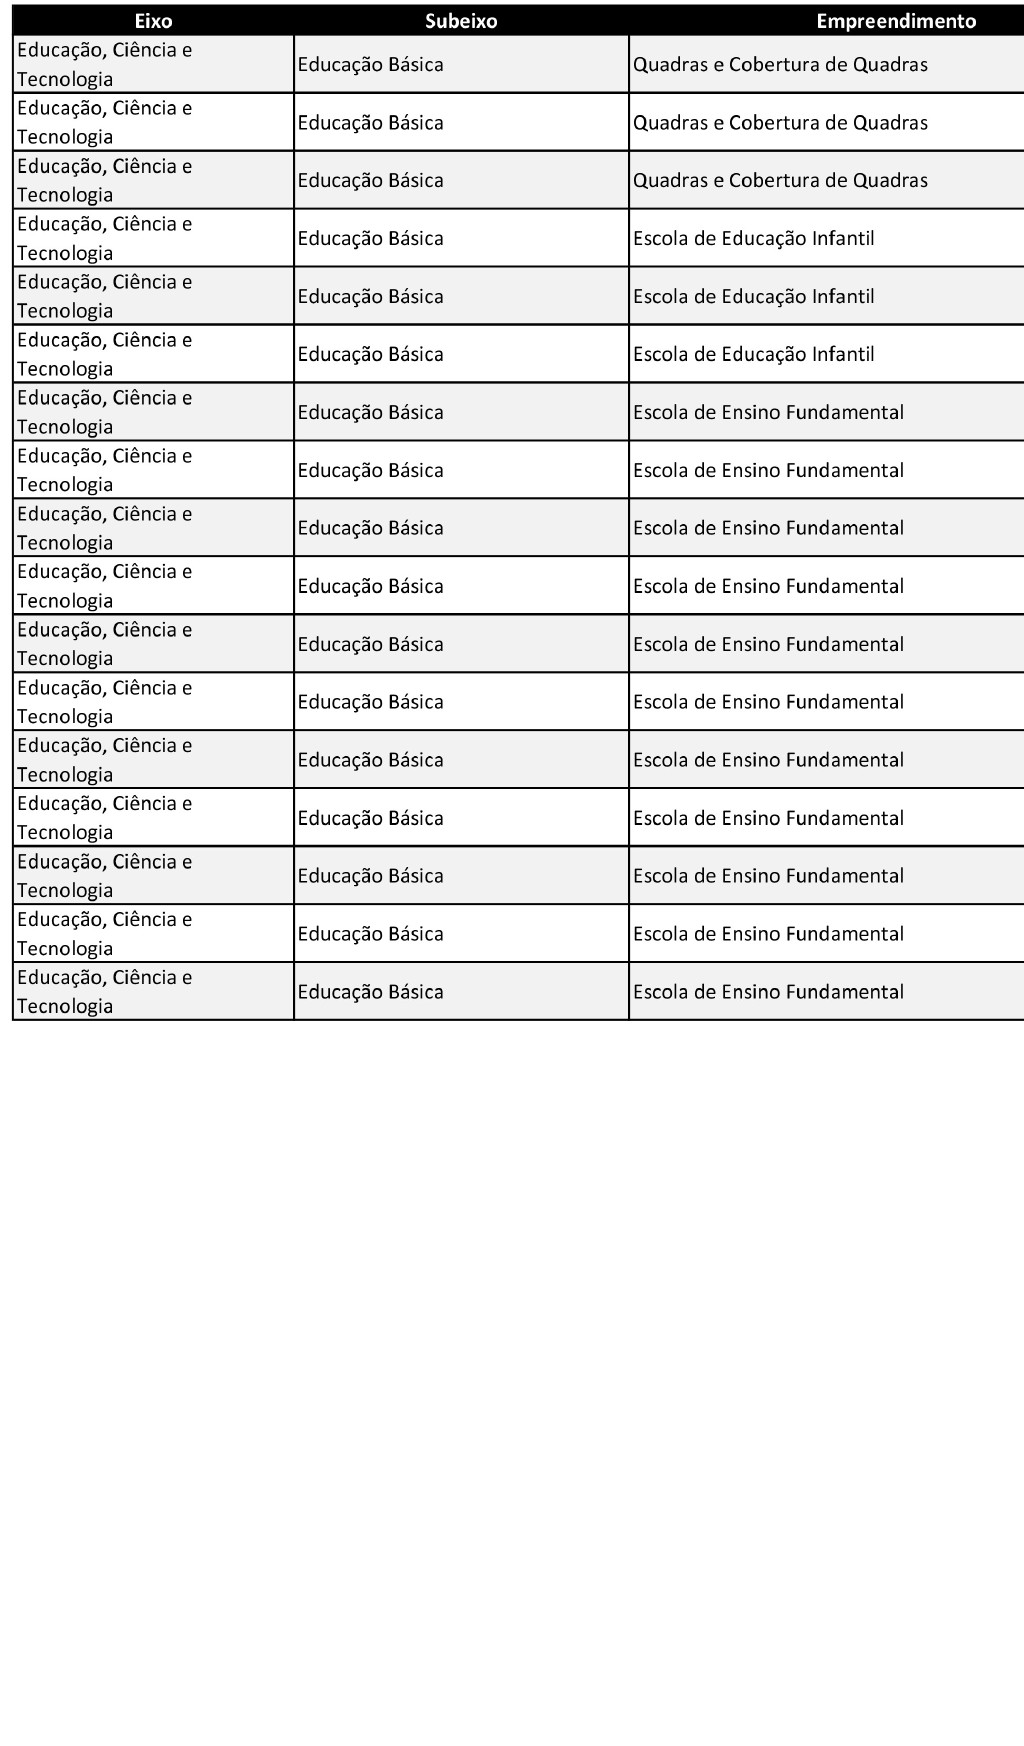 Eixo Subeixo Empreendimento
Educação, Ciência e
Tecnologia
Educação Básica
Quadras e Cobertura de Quadras
Educação, Ciência e
Tecnologia
Educação Básica
Quadras e Cobertura de Quadras
Educação, Ciência e
Tecnologia
Educação Básica
Quadras e Cobertura de Quadras
Educação, Ciência e
Tecnologia
Educação Básica
Escola de Educação Infantil
Educação, Ciência e
Tecnologia
Educação Básica
Escola de Educação Infantil
Educação, Ciência e
Tecnologia
Educação Básica
Escola de Educação Infantil
Educação, Ciência e
Tecnologia
Educação Básica
Escola de Ensino Fundamental
Educação, Ciência e
Tecnologia
Educação Básica
Escola de Ensino Fundamental
Educação, Ciência e
Tecnologia
Educação Básica
Escola de Ensino Fundamental
Educação, Ciência e
Tecnologia
Educação Básica
Escola de Ensino Fundamental
Educação, Ciência e
Tecnologia
Educação Básica
Escola de Ensino Fundamental
Educação, Ciência e
Tecnologia
Educação Básica
Escola de Ensino Fundamental
Educação, Ciência e
Tecnologia
Educação Básica
Escola de Ensino Fundamental
Educação, Ciência e
Tecnologia
Educação Básica
Escola de Ensino Fundamental
Educação, Ciência e
Tecnologia
Educação Básica
Escola de Ensino Fundamental
Educação, Ciência e
Tecnologia
Educação Básica
Escola de Ensino Fundamental
Educação, Ciência e
Tecnologia
Educação Básica
Escola de Ensino Fundamental